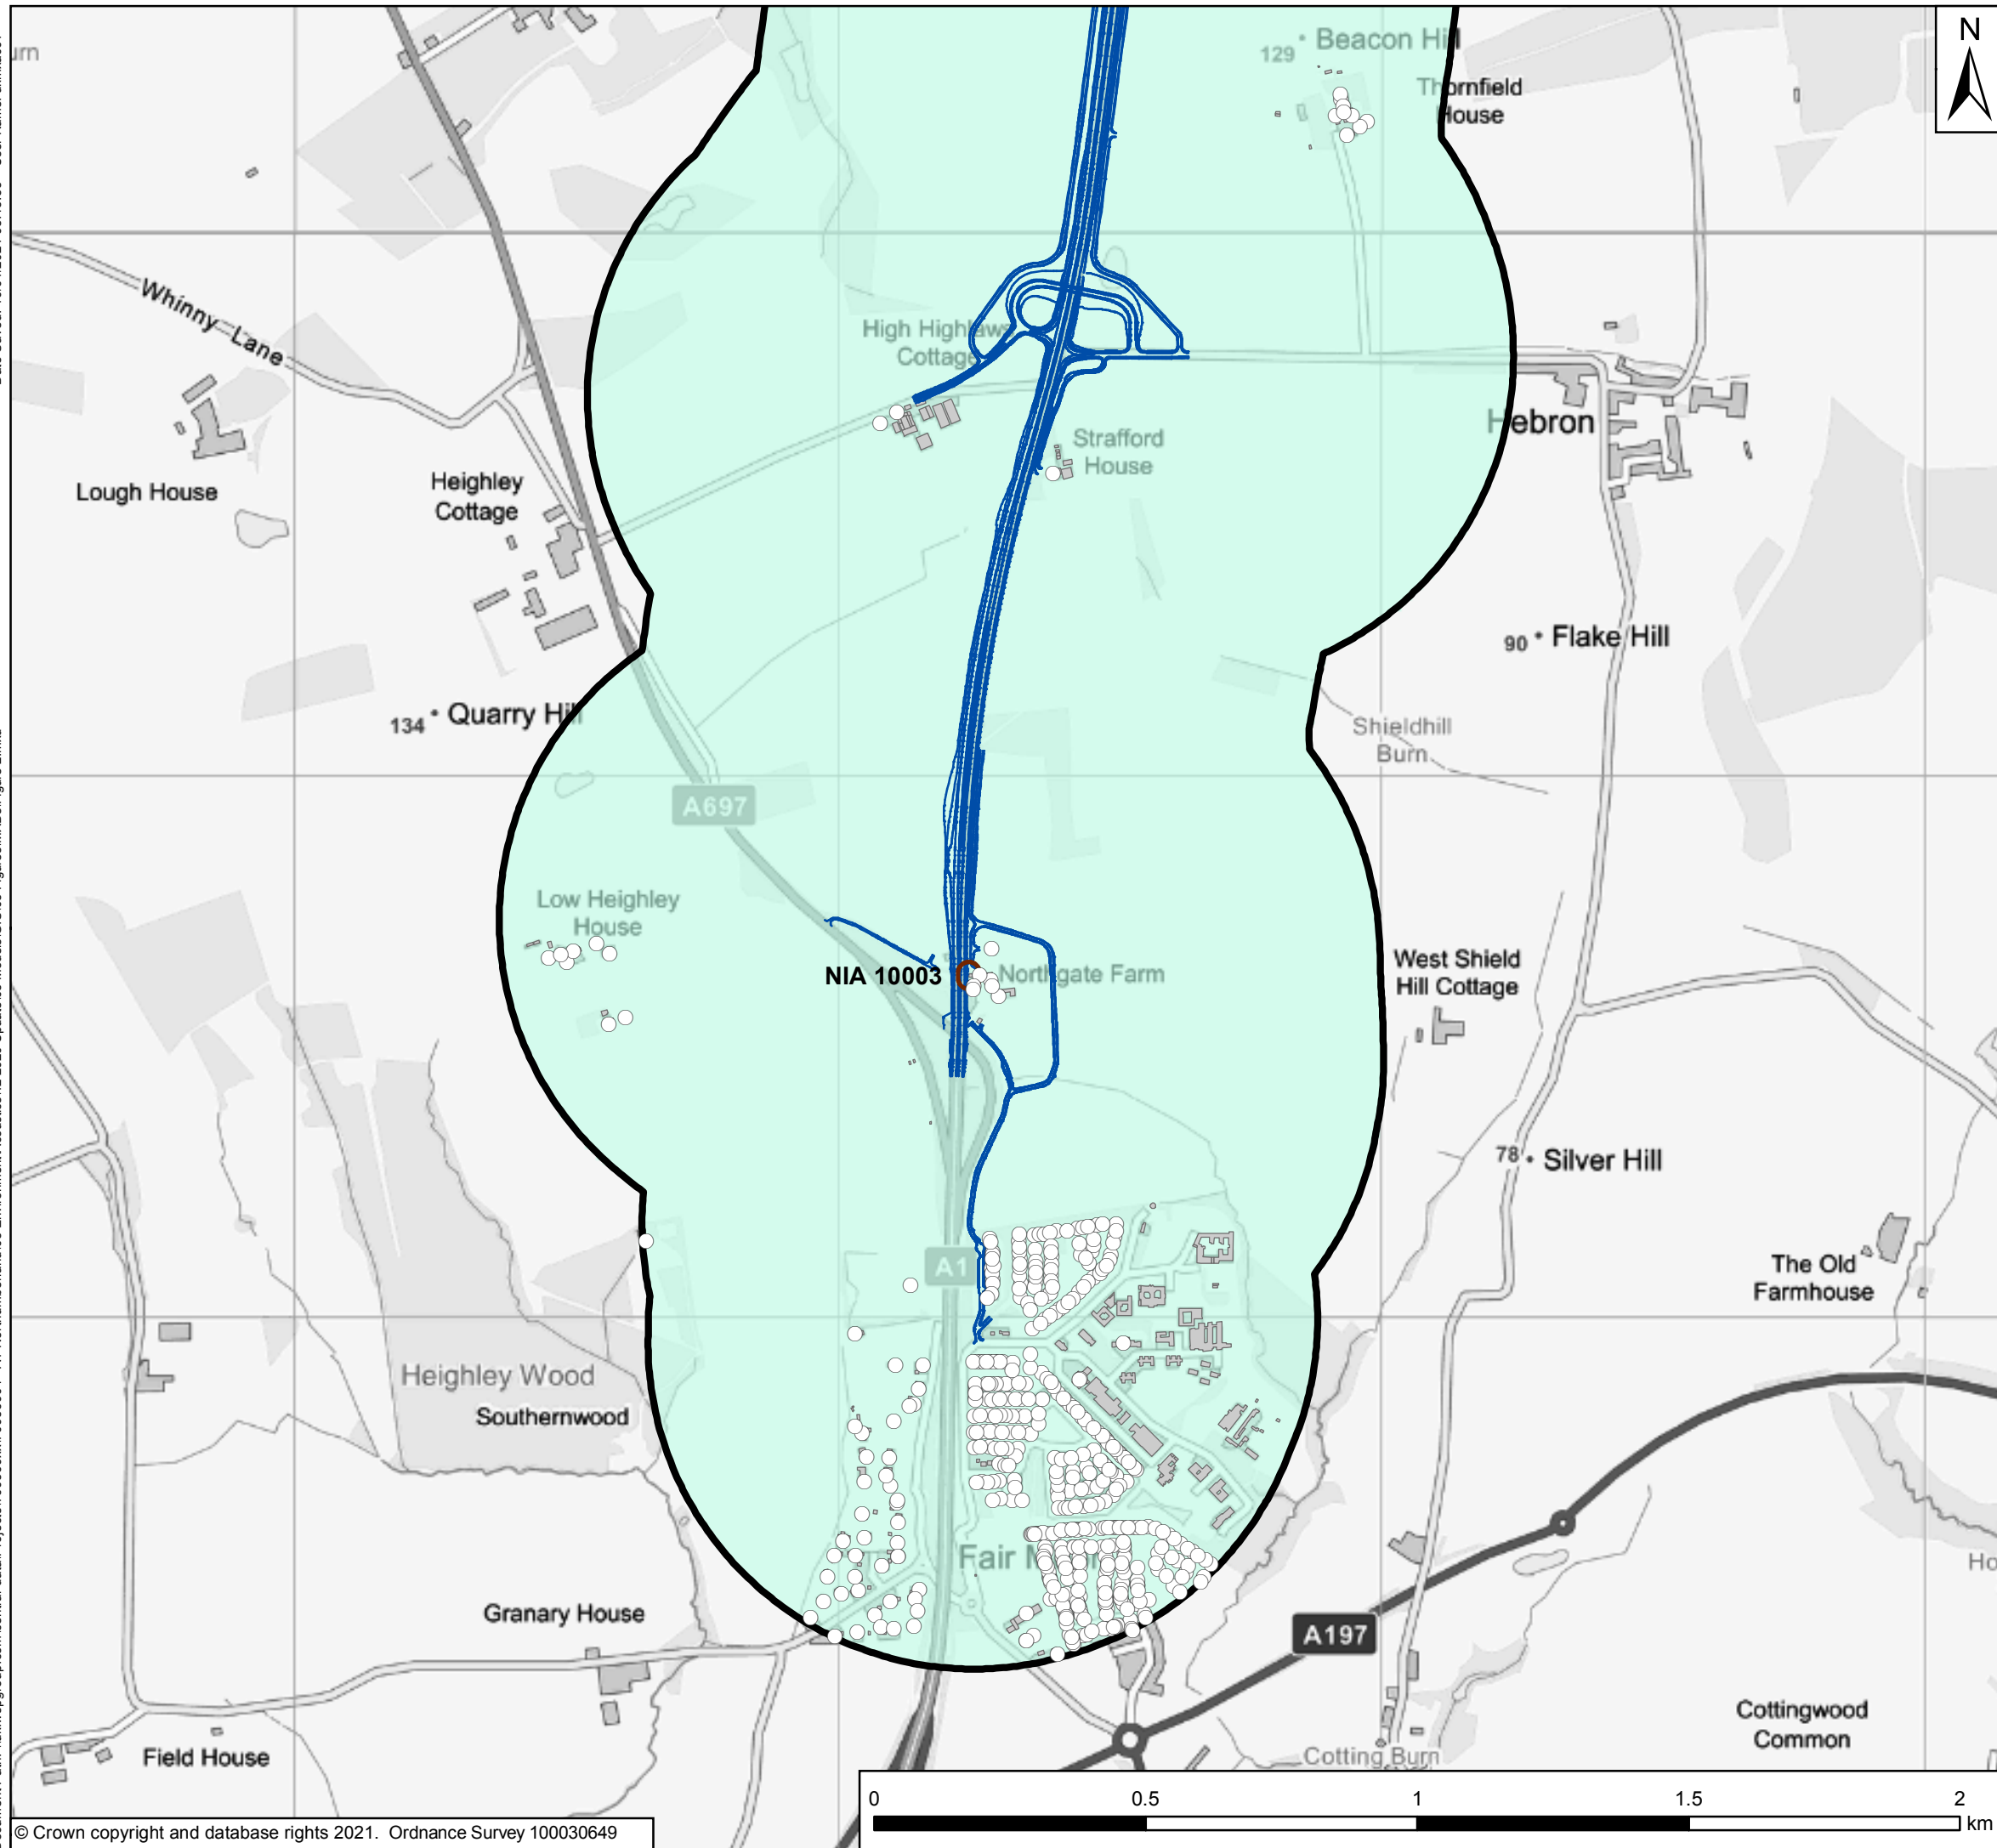 N
129
Beacon Hill
Thornfield
House
Whinny Lane
High Highlaws
Cottage
Hebron
Strafford
House
Lough House
Heighley
Cottage
90
Flake Hill
134
Quarry Hill
Shieldhill
Burn
A697
Low Heighley
House
NIA 10003
Northgate Farm
West Shield
Hill Cottage
78
Silver Hill
A1
The Old
Farmhouse
Heighley Wood
Southernwood
Fair Moor
Granary House
A197
Cottingwood
Common
Field House
Cotting Burn
0 0.5 1 1.5 2
km
© Crown copyright and database rights 2021. Ordnance Survey 100030649